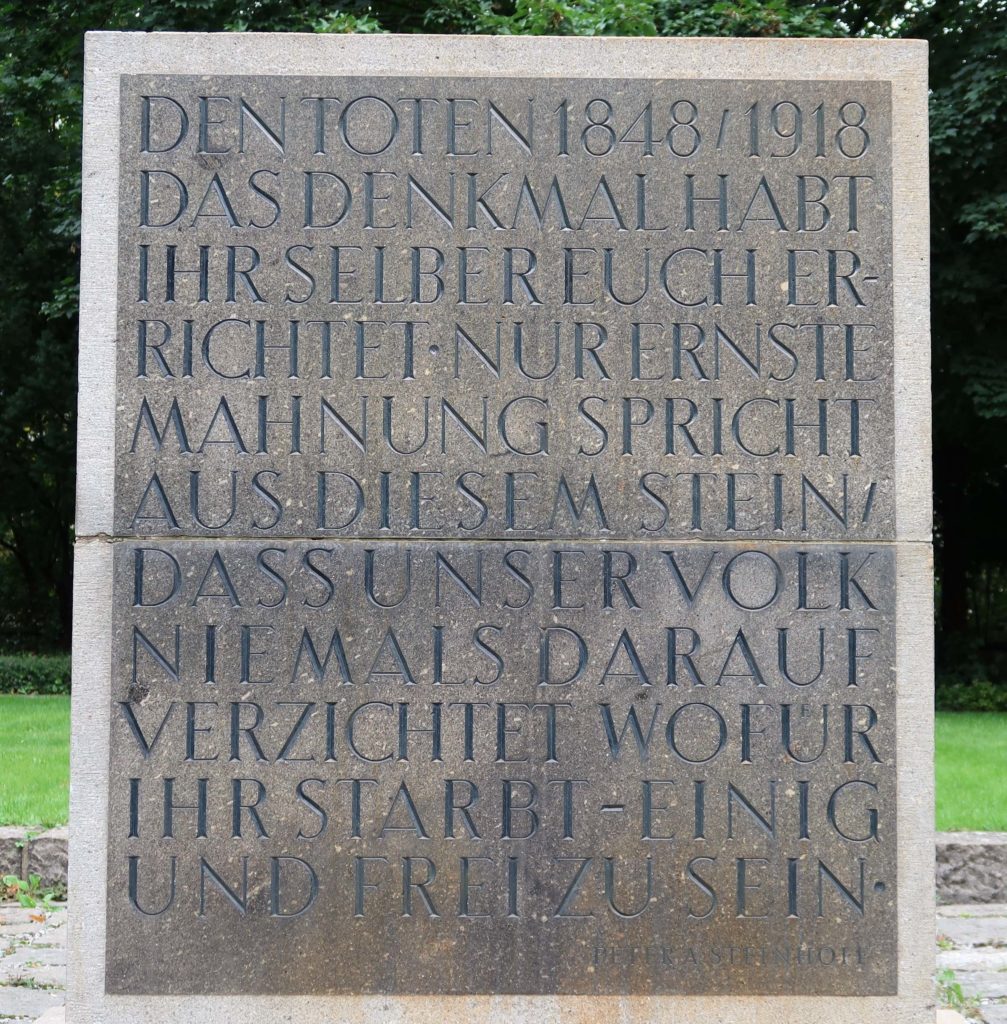 DEN TOTEN 1848/1918
DAS DENKMAL HABT
IHR SELBER EUCH ER-
RICHTET · NUR ERNSTE
MAHNUNG SPRICHT
AUS DIESEM STEIN/
DASS UNSER VOLK
NIEMALS DARAUF
VERZICHTET WOFÜR
IHR STARBT-EINIG
UND FREI ZU SEIN·
PETER A STEINHOFF